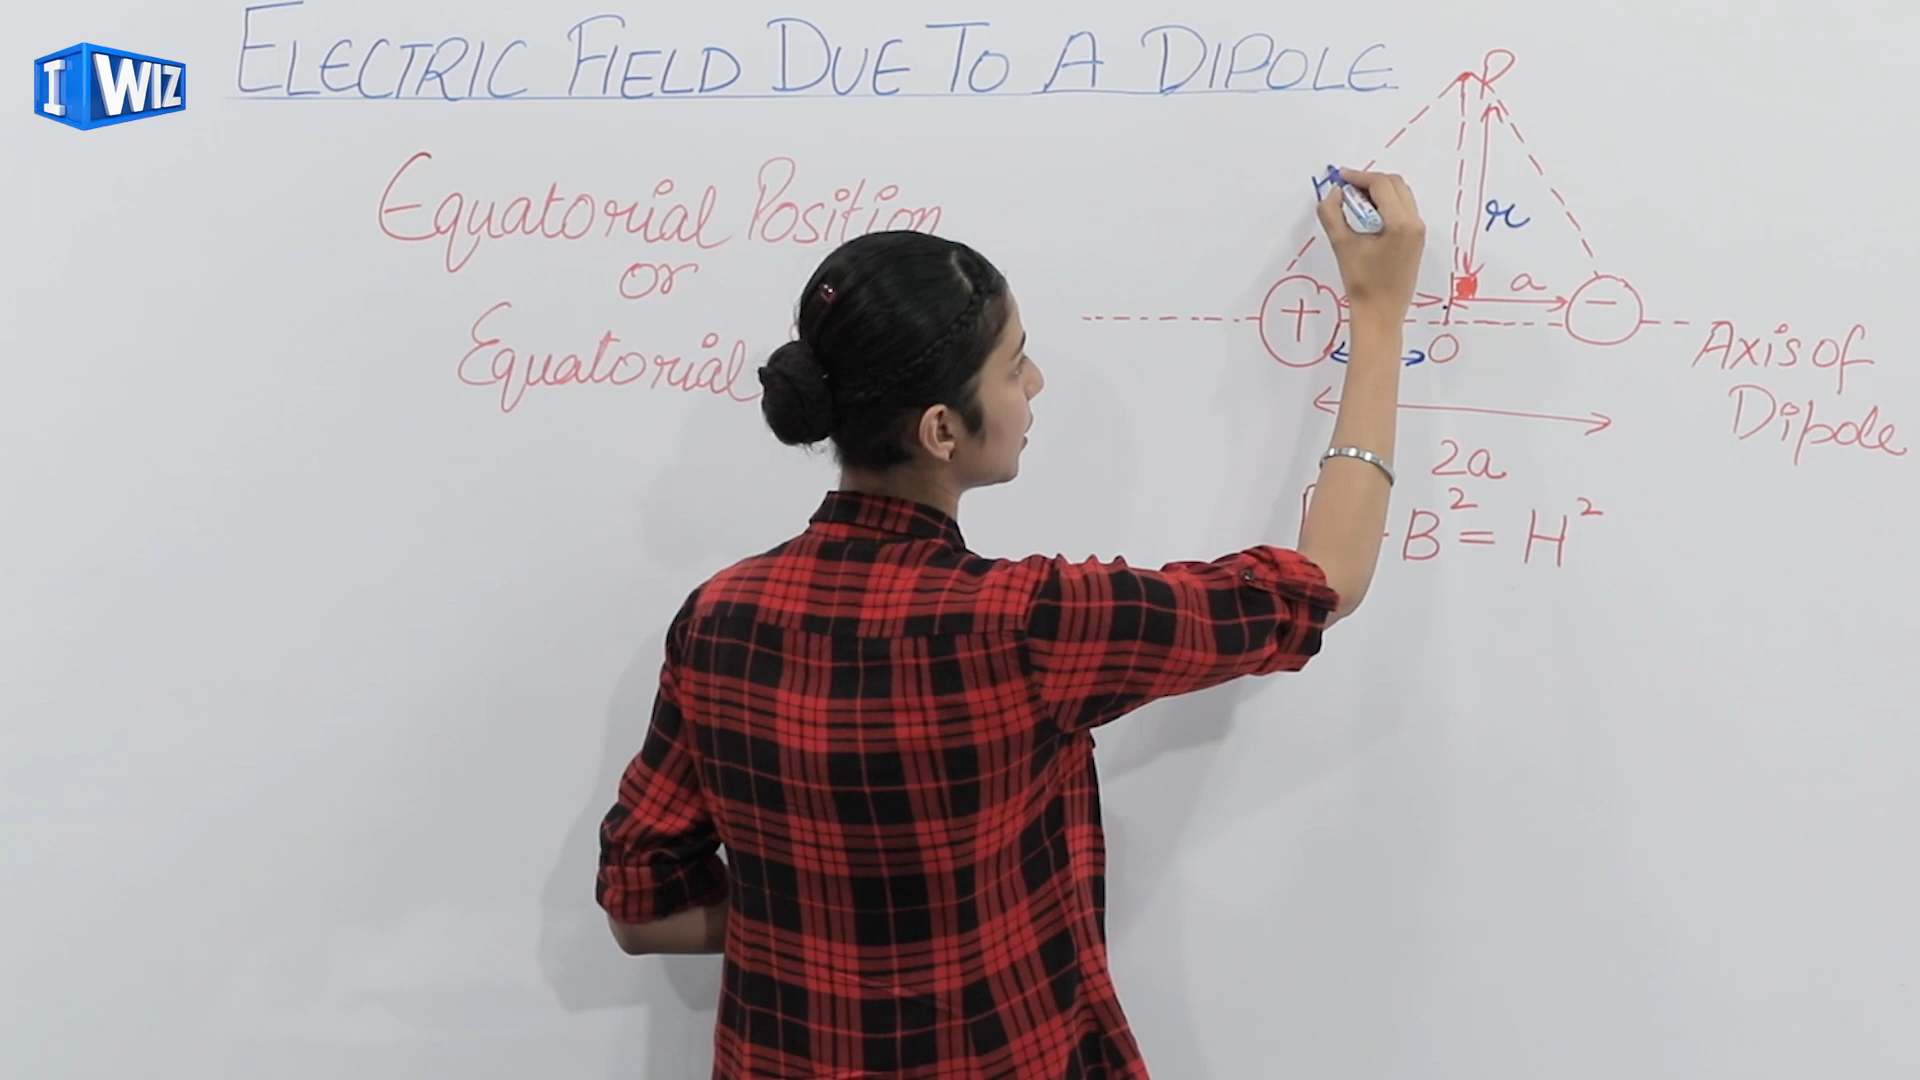 I WIZ
ELECTRIC FIELD DUE TO A DIPOLE
Equatorial Position
or
Equatorial
P
r
a
+
−
O
Axis of
Dipole
2a
B² = H²